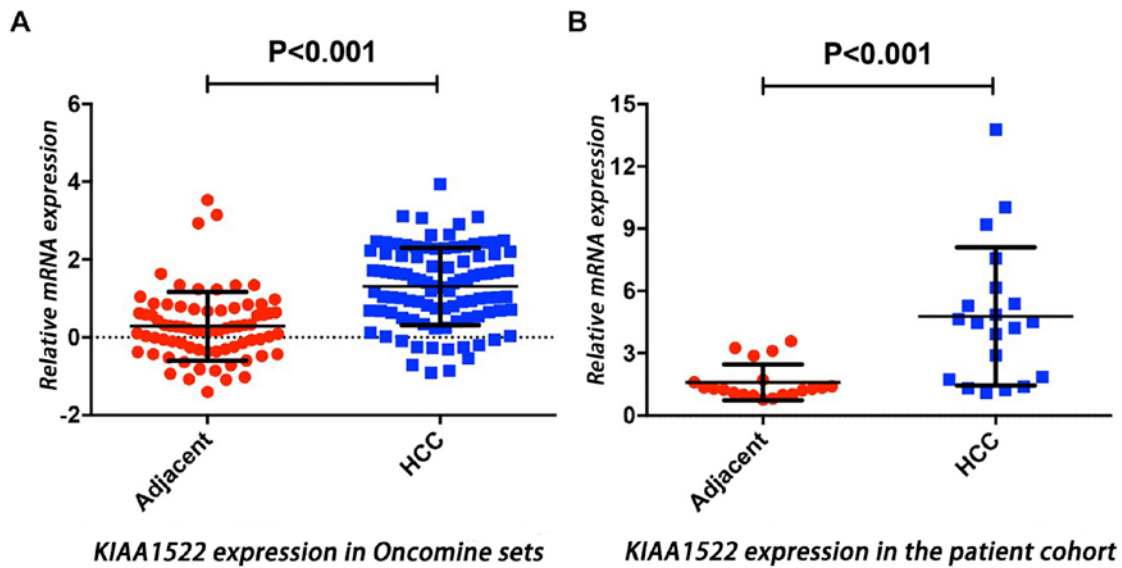 A
P<0.001
Relative mRNA expression
6
4
2
0
-2
Adjacent
HCC
KIAA1522 expression in Oncomine sets
B
P<0.001
Relative mRNA expression
15
12
9
6
3
0
Adjacent
HCC
KIAA1522 expression in the patient cohort